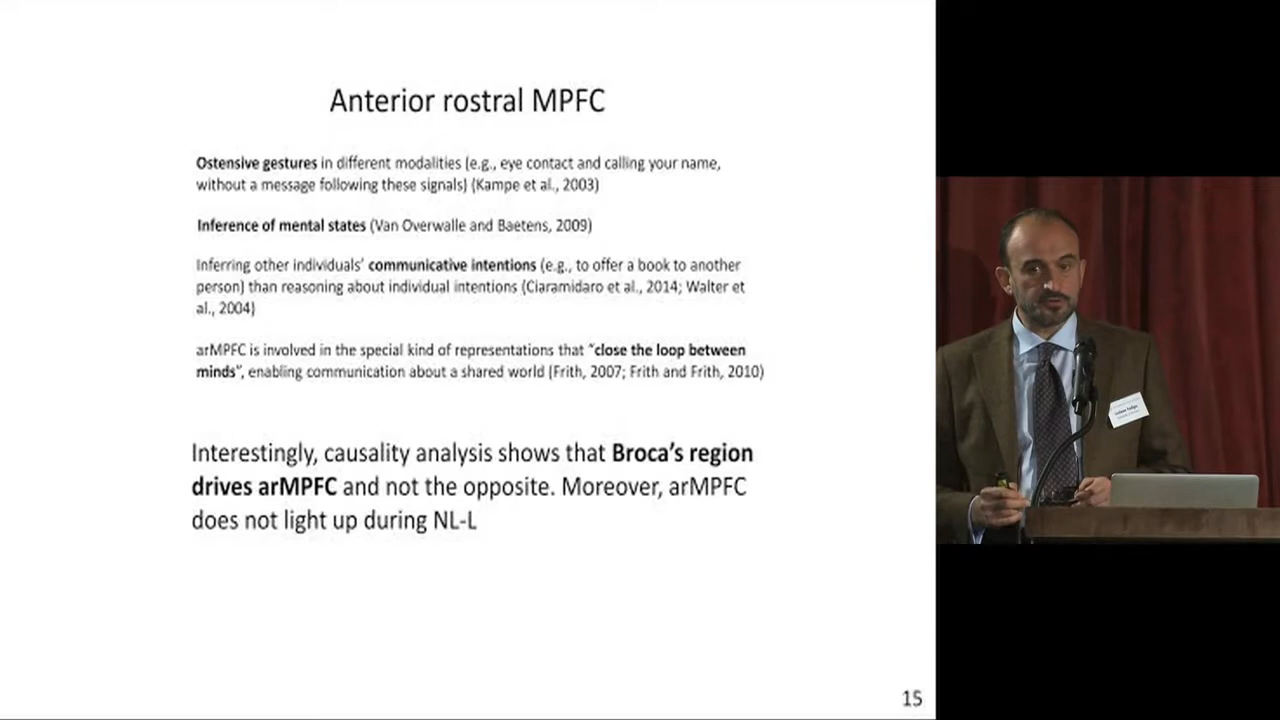 Anterior rostral MPFC
Ostensive gestures in different modalities (e.g., eye contact and calling your name,
without a message following these signals) (Kampe et al., 2003)
Inference of mental states (Van Overwalle and Baetens, 2009)
Inferring other individuals’ communicative intentions (e.g., to offer a book to another
person) than reasoning about individual intentions (Ciaramidaro et al., 2014; Walter et
al., 2004)
arMPFC is involved in the special kind of representations that “close the loop between
minds”, enabling communication about a shared world (Frith, 2007; Frith and Frith, 2010)
Interestingly, causality analysis shows that Broca’s region
drives arMPFC and not the opposite. Moreover, arMPFC
does not light up during NL-L
15